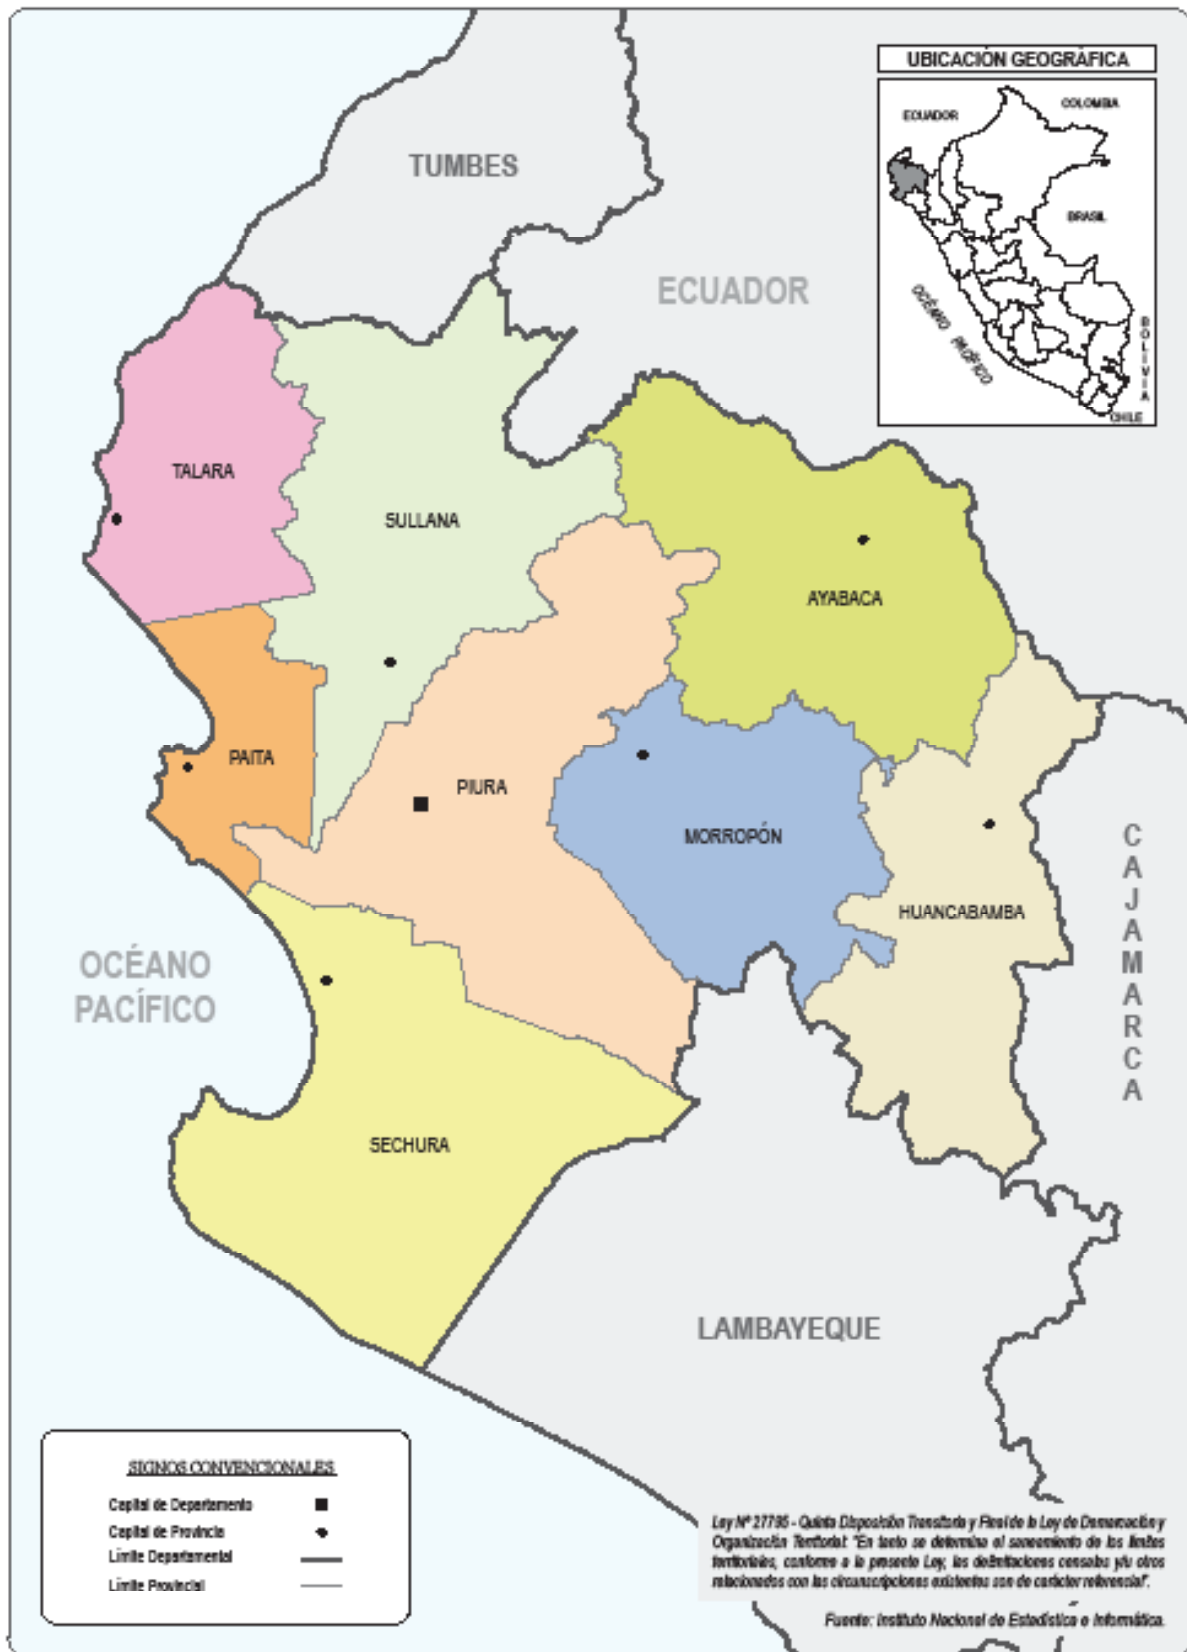 UBICACIÓN GEOGRÁFICA
ECUADOR
COLOMBIA
BRASIL
OCÉANO PACÍFICO
BOLIVIA
CHILE
TUMBES
ECUADOR
TALARA
SULLANA
AYABACA
PAITA
PIURA
MORROPÓN
HUANCABAMBA
CAJAMARCA
OCÉANO
PACÍFICO
SECHURA
LAMBAYEQUE
SIGNOS CONVENCIONALES
Capital de Departamento
Capital de Provincia
Límite Departamental
Límite Provincial
Ley Nº 27795 - Quinta Disposición Transitoria y Final de la Ley de Demarcación y
Organización Territorial: "En tanto se determina el saneamiento de los límites
territoriales, conforme a la presente Ley, las delimitaciones censales y/u otros
relacionados con las circunscripciones existentes son de carácter referencial".
Fuente: Instituto Nacional de Estadística e Informática.